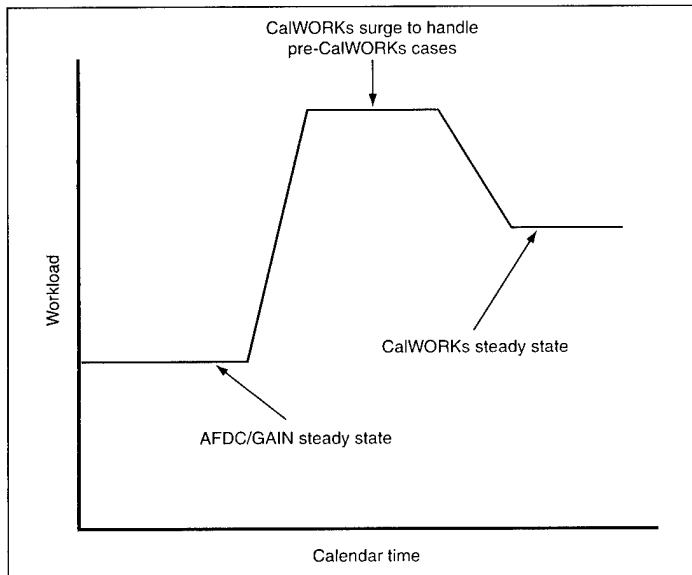 CalWORKs surge to handle
pre-CalWORKs cases
Workload
CalWORKs steady state
AFDC/GAIN steady state
Calendar time